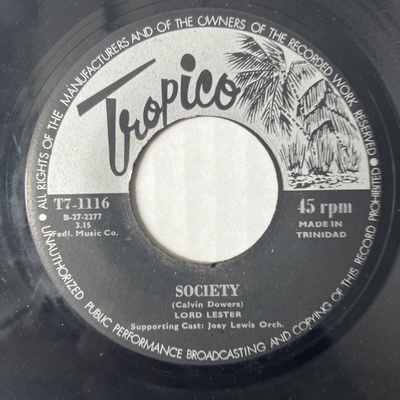 ALL RIGHTS OF THE MANUFACTURERS AND OF THE OWNERS OF THE RECORDED WORK RESERVED
Tropico
T7-1116
B-27-2277
3.15
Fedl. Music Co.
45 rpm
MADE IN
TRINIDAD
SOCIETY
(Calvin Dowers)
LORD LESTER
Supporting Cast: Joey Lewis Orch.
UNAUTHORIZED PUBLIC PERFORMANCE BROADCASTING AND COPYING OF THIS RECORD PROHIBITED